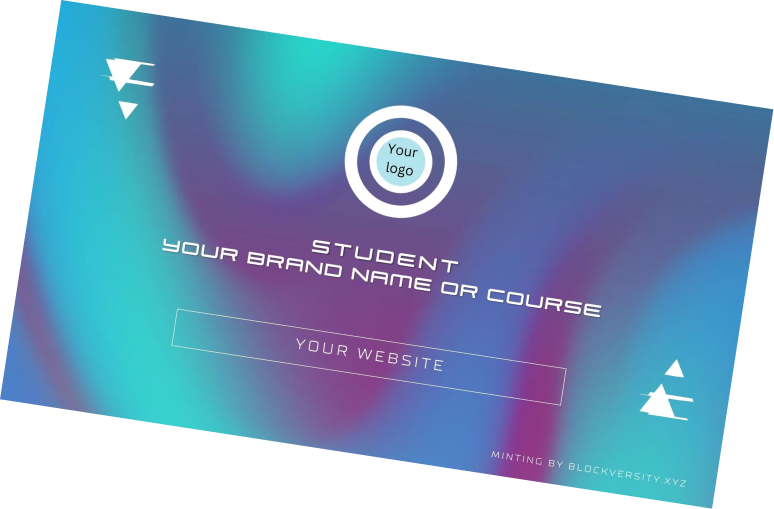 Your
logo
STUDENT
YOUR BRAND NAME OR COURSE
YOUR WEBSITE
MINTING BY BLOCKVERSITY.XYZ